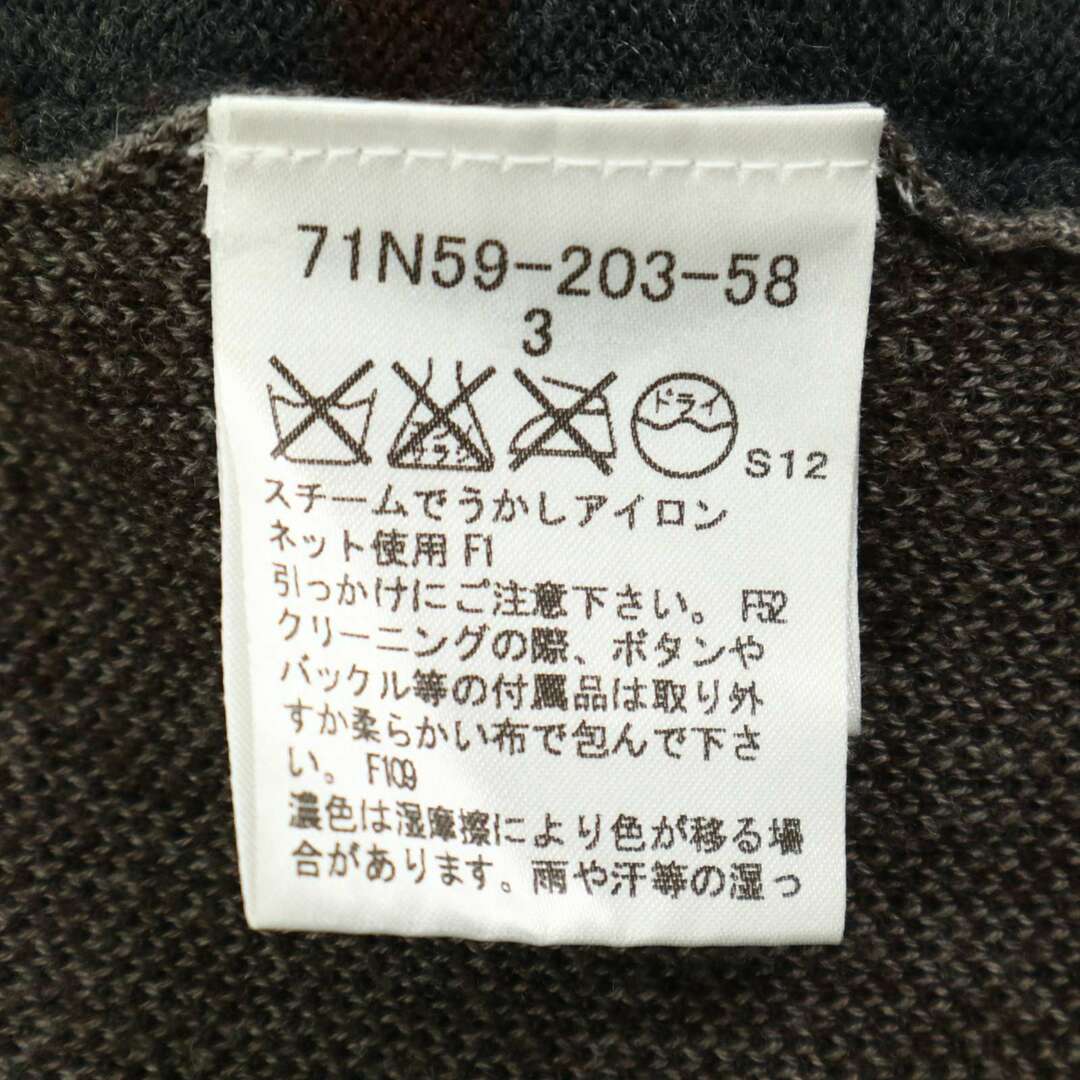 71N59-203-58
3
ドライ
S12
スチームでうかしアイロン
ネット使用 F1
引っかけにご注意下さい。 F52
クリーニングの際、ボタンや
バックル等の付属品は取り外
すか柔らかい布で包んで下さ
い。 F109
濃色は湿摩擦により色が移る場
合があります。雨や汗等の湿っ